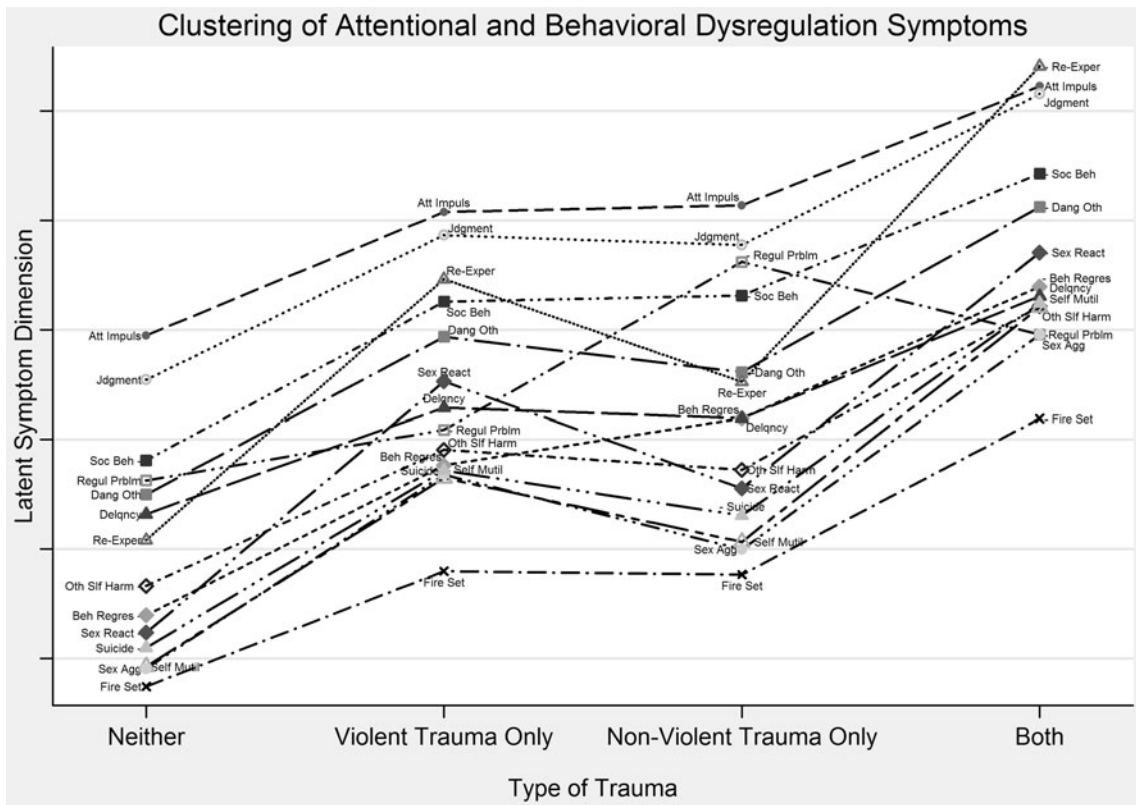 Clustering of Attentional and Behavioral Dysregulation Symptoms
Latent Symptom Dimension
Att Impuls
Jdgment
Soc Beh
Regul Prblm
Dang Oth
Delqncy
Re-Exper
Oth Slf Harm
Beh Regres
Sex React
Suicide
Sex Agg
Self Mutil
Fire Set
Att Impuls
Jdgment
Re-Exper
Soc Beh
Dang Oth
Sex React
Delqncy
Regul Prblm
Oth Slf Harm
Beh Regres
Suicide
Self Mutil
Fire Set
Att Impuls
Jdgment
Regul Prblm
Soc Beh
Dang Oth
Re-Exper
Beh Regres
Delqncy
Oth Slf Harm
Sex React
Suicide
Self Mutil
Sex Agg
Fire Set
Re-Exper
Att Impuls
Jdgment
Soc Beh
Dang Oth
Sex React
Beh Regres
Delqncy
Self Mutil
Oth Slf Harm
Regul Prblm
Sex Agg
Fire Set
Neither
Violent Trauma Only
Non-Violent Trauma Only
Both
Type of Trauma